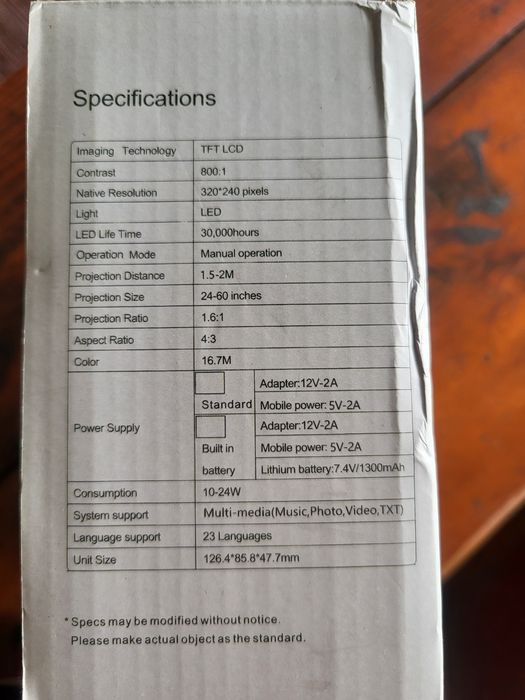 Specifications
Imaging Technology TFT LCD
Contrast 800:1
Native Resolution 320*240 pixels
Light LED
LED Life Time 30,000hours
Operation Mode Manual operation
Projection Distance 1.5-2M
Projection Size 24-60 inches
Projection Ratio 1.6:1
Aspect Ratio 4:3
Color 16.7M
Power Supply
Standard
Adapter:12V-2A
Mobile power: 5V-2A
Built in
battery
Adapter:12V-2A
Mobile power: 5V-2A
Lithium battery:7.4V/1300mAh
Consumption 10-24W
System support Multi-media(Music,Photo,Video,TXT)
Language support 23 Languages
Unit Size 126.4*85.8*47.7mm
* Specs may be modified without notice.
Please make actual object as the standard.